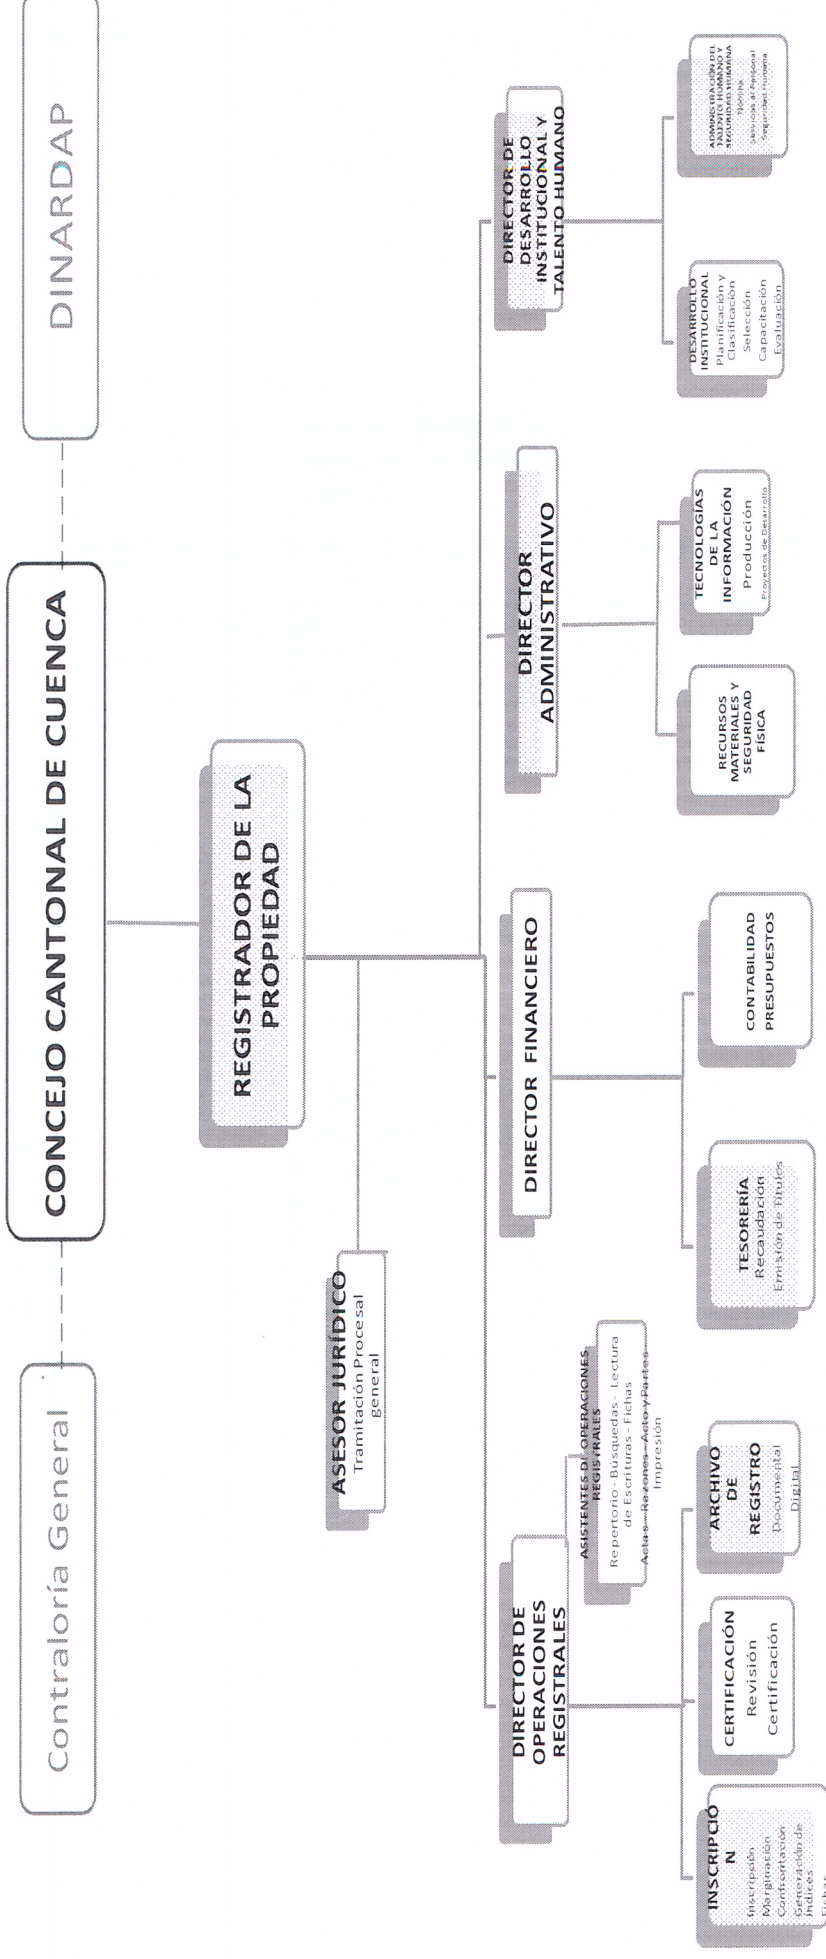 Contraloría General
CONCEJO CANTONAL DE CUENCA
DINARDAP
REGISTRADOR DE LA
PROPIEDAD
ASESOR JURÍDICO
Tramitación Procesal
general
DIRECTOR DE
OPERACIONES
REGISTRALES
ASISTENTES DE OPERACIONES
REGISTRALES
Repertorio - Búsquedas - Lectura
de Escrituras - Fichas
Actas - Razones - Acto y Partes -
Impresión
INSCRIPCIÓ
N
Inscripción
Marginación
Confrontación
Generación de
Índices
Fichar
CERTIFICACIÓN
Revisión
Certificación
ARCHIVO
DE
REGISTRO
Documental
Digital
DIRECTOR FINANCIERO
TESORERÍA
Recaudación
Emisión de Títulos
CONTABILIDAD
PRESUPUESTOS
DIRECTOR
ADMINISTRATIVO
RECURSOS
MATERIALES Y
SEGURIDAD
FÍSICA
TECNOLOGÍAS
DE LA
INFORMACIÓN
Producción
Proyectos de Desarrollo
DIRECTOR DE
DESARROLLO
INSTITUCIONAL Y
TALENTO HUMANO
DESARROLLO
INSTITUCIONAL
Planificación y
Clasificación
Selección
Capacitación
Evaluación
ADMINISTRACIÓN DEL
TALENTO HUMANO Y
SEGURIDAD HUMANA
Nómina
Servicios al Personal
Seguridad Humana